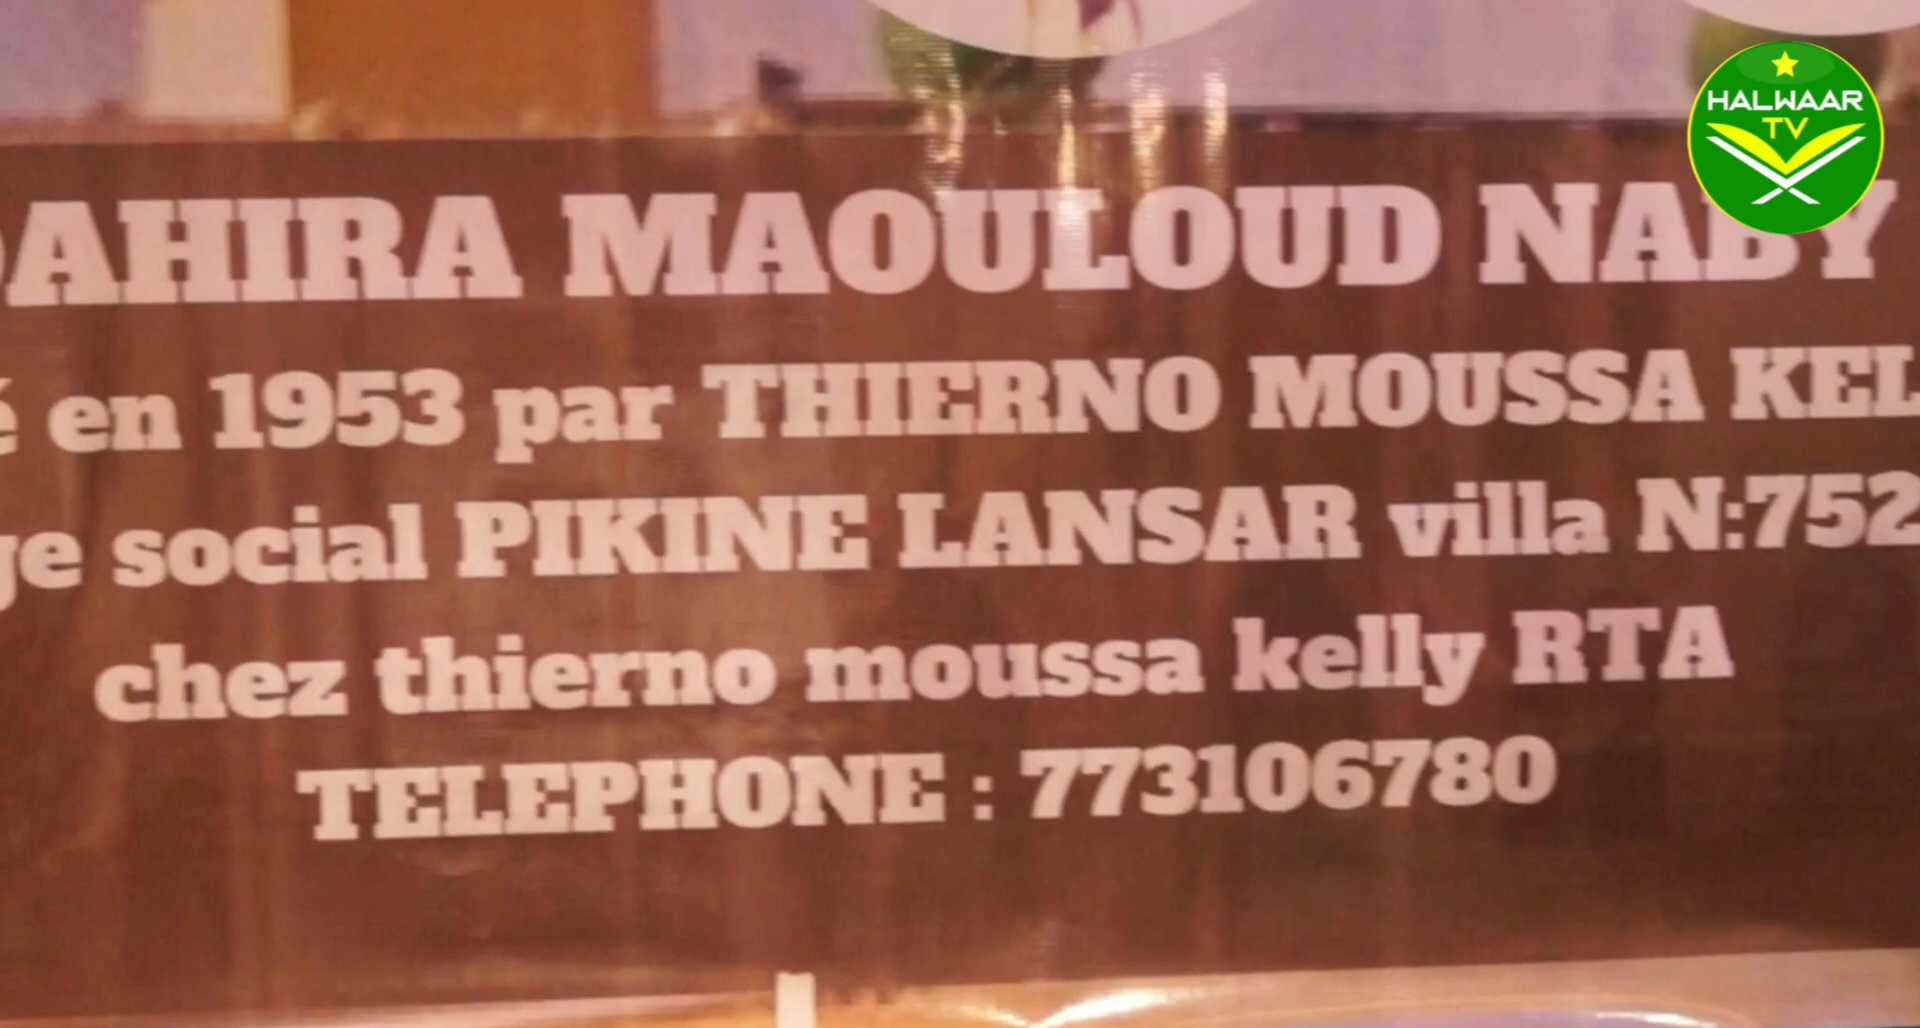 HALWAAR
TV
DAHIRA MAOULOUD NABY
é en 1953 par THIERNO MOUSSA KEL
ge social PIKINE LANSAR villa N:752
chez thierno moussa kelly RTA
TELEPHONE : 773106780